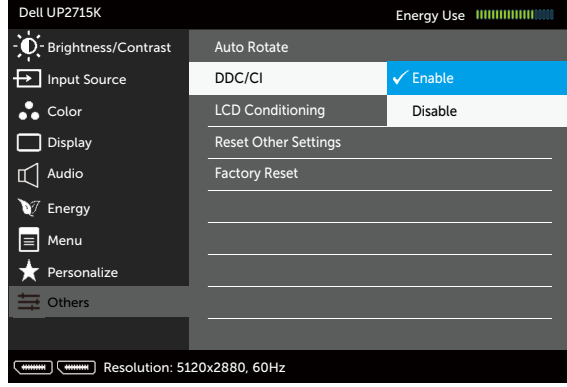 Dell UP2715K
Energy Use
Brightness/Contrast
Auto Rotate
Input Source
DDC/CI
Enable
Color
LCD Conditioning
Disable
Display
Reset Other Settings
Audio
Factory Reset
Energy
Menu
Personalize
Others
Resolution: 5120x2880, 60Hz